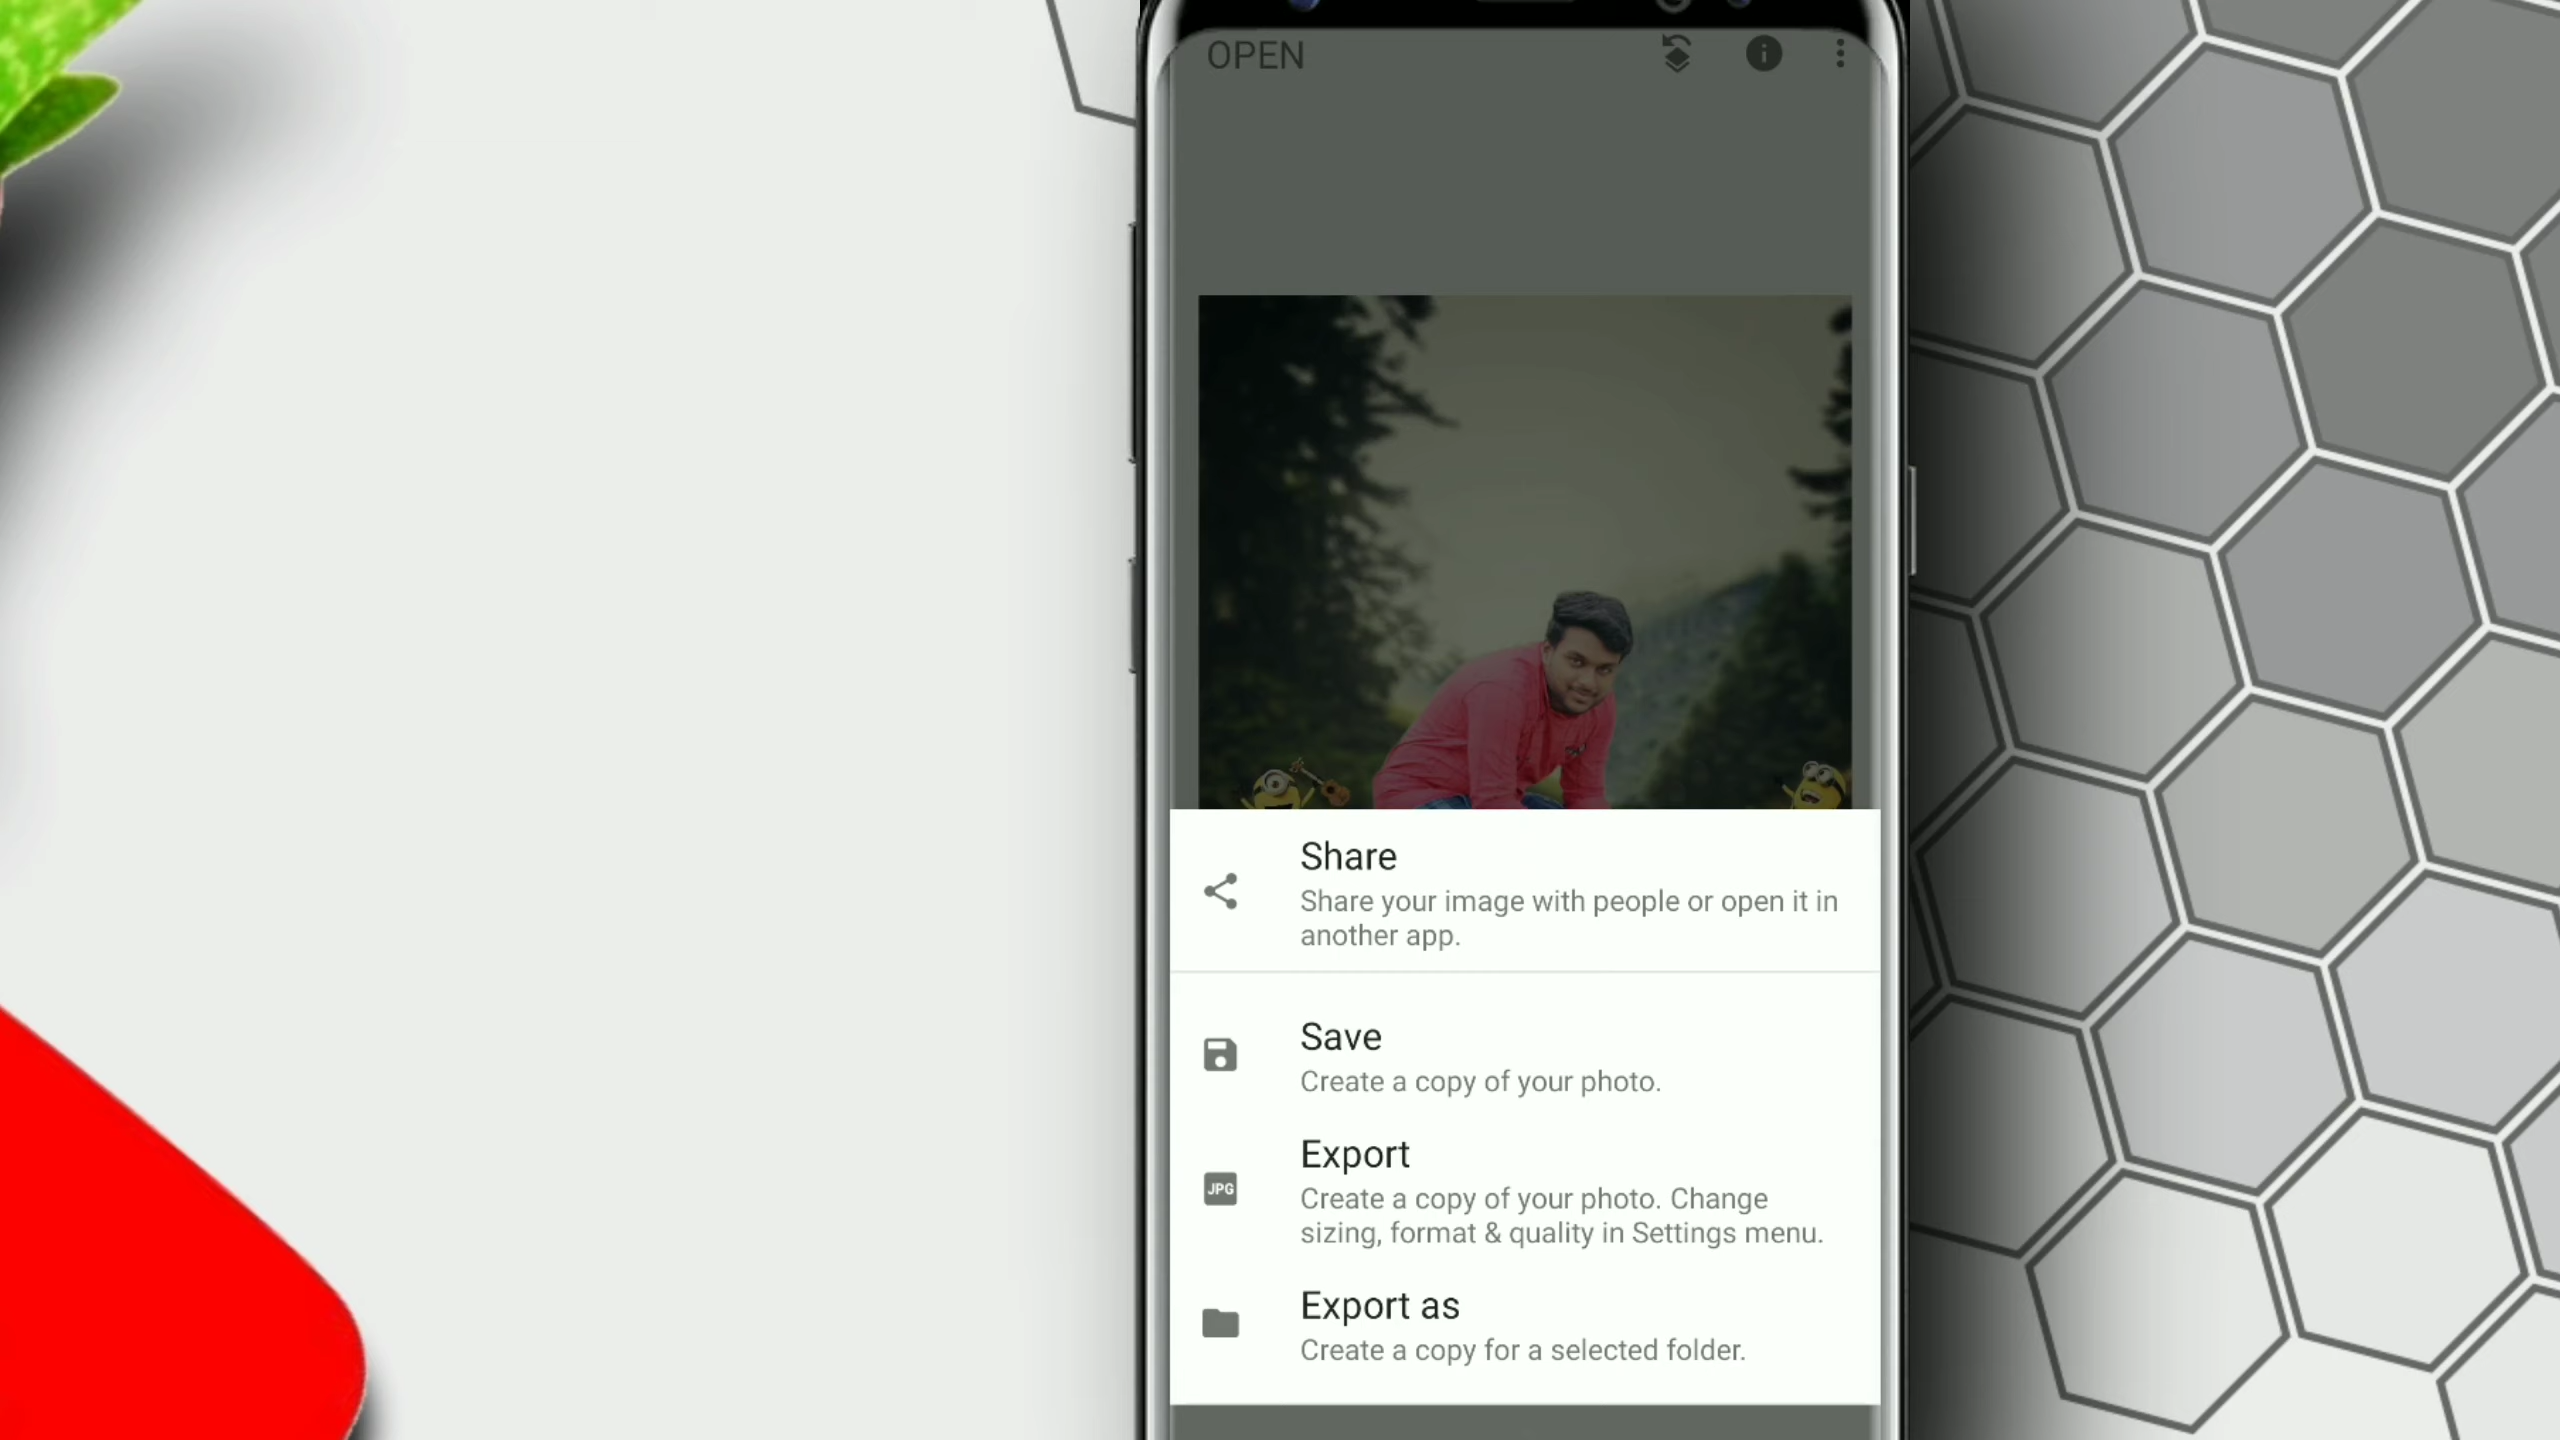 OPEN
Share
Share your image with people or open it in
another app.
Save
Create a copy of your photo.
JPG
Export
Create a copy of your photo. Change
sizing, format & quality in Settings menu.
Export as
Create a copy for a selected folder.